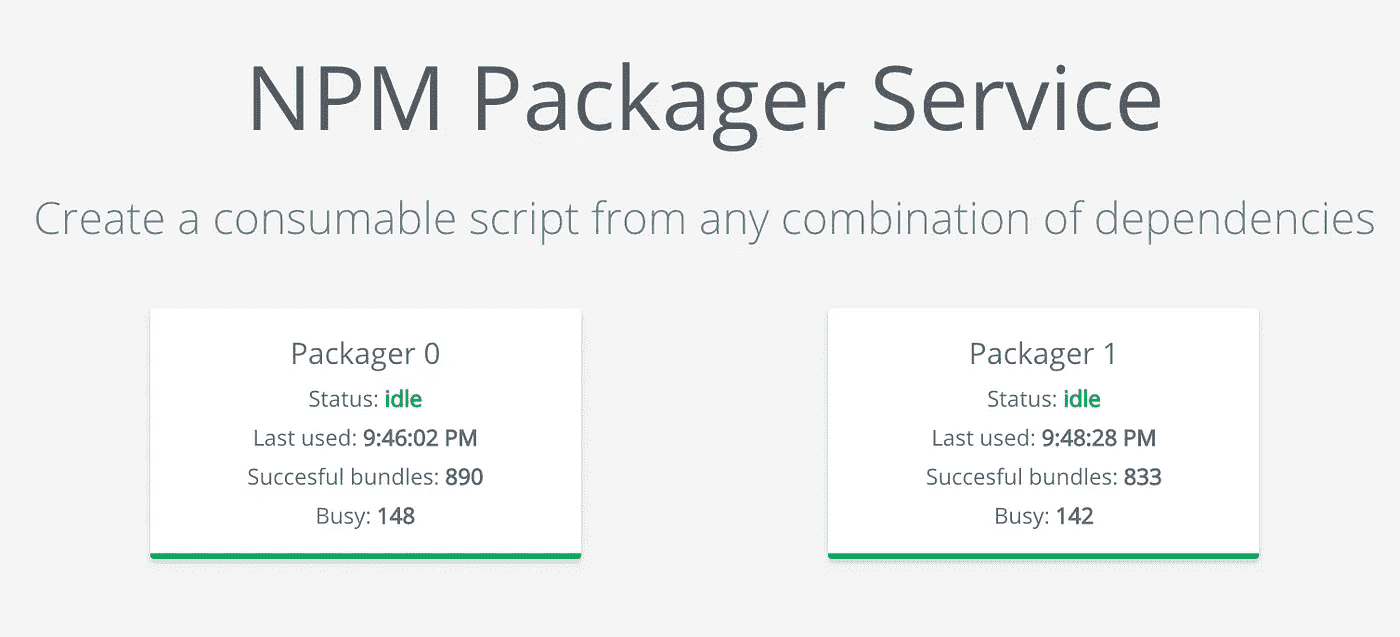 NPM Packager Service
Create a consumable script from any combination of dependencies
Packager 0
Status: idle
Last used: 9:46:02 PM
Succesful bundles: 890
Busy: 148
Packager 1
Status: idle
Last used: 9:48:28 PM
Succesful bundles: 833
Busy: 142